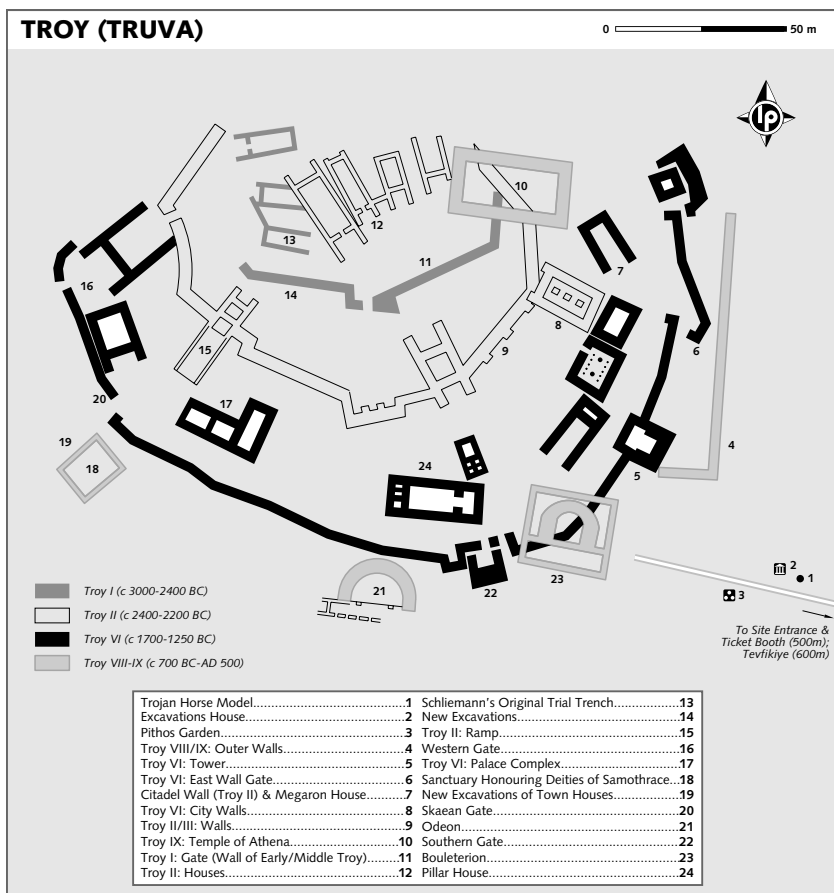 TROY (TRUVA)
0 50 m
lp
10
12
13
11
7
16
14
8
6
15
9
20
17
19
18
24
4
5
2
1
21
22
23
3
Troy I (c 3000-2400 BC)
Troy II (c 2400-2200 BC)
Troy VI (c 1700-1250 BC)
Troy VIII-IX (c 700 BC-AD 500)
To Site Entrance &
Ticket Booth (500m);
Tevfikiye (600m)
Trojan Horse Model..........1
Excavations House..........2
Pithos Garden..........3
Troy VIII/IX: Outer Walls..........4
Troy VI: Tower..........5
Troy VI: East Wall Gate..........6
Citadel Wall (Troy II) & Megaron House..........7
Troy VI: City Walls..........8
Troy II/III: Walls..........9
Troy IX: Temple of Athena..........10
Troy I: Gate (Wall of Early/Middle Troy)..........11
Troy II: Houses..........12
Schliemann's Original Trial Trench..........13
New Excavations..........14
Troy II: Ramp..........15
Western Gate..........16
Troy VI: Palace Complex..........17
Sanctuary Honouring Deities of Samothrace...18
New Excavations of Town Houses..........19
Skaean Gate..........20
Odeon..........21
Southern Gate..........22
Bouleterion..........23
Pillar House..........24